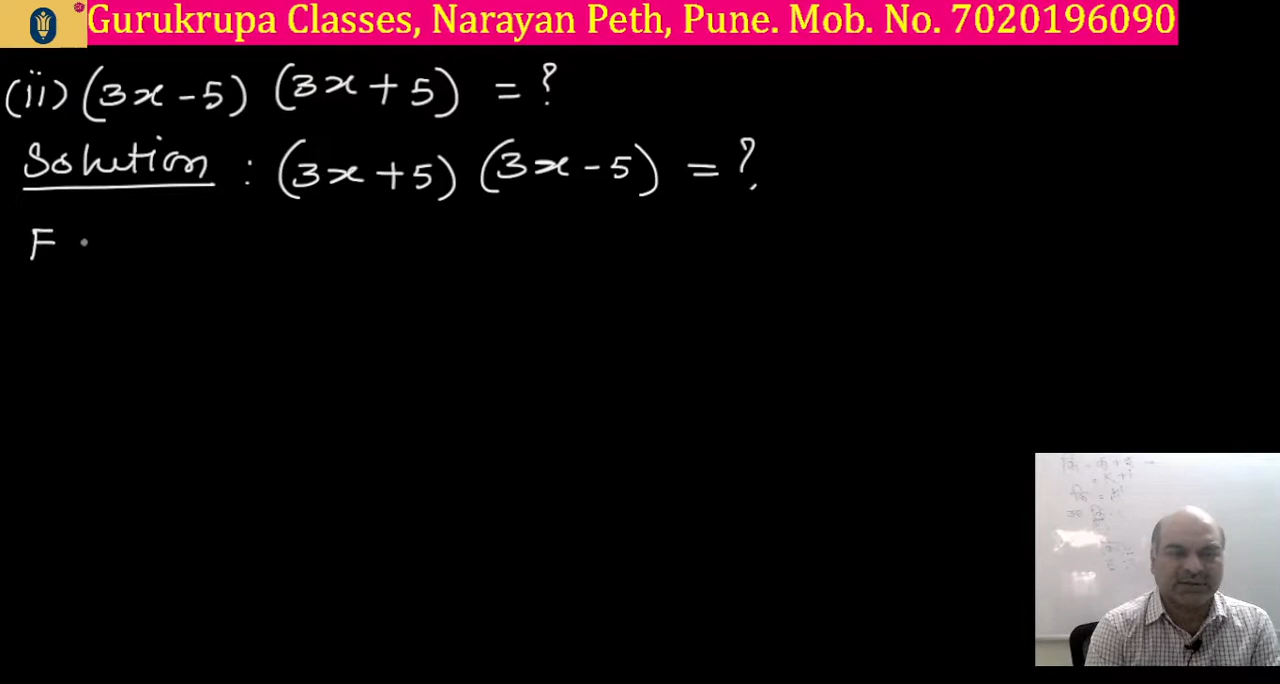 Gurukrupa Classes, Narayan Peth, Pune. Mob. No. 7020196090
(ii) (3x - 5) (3x + 5) = ?
Solution : (3x + 5) (3x - 5) = ?
F